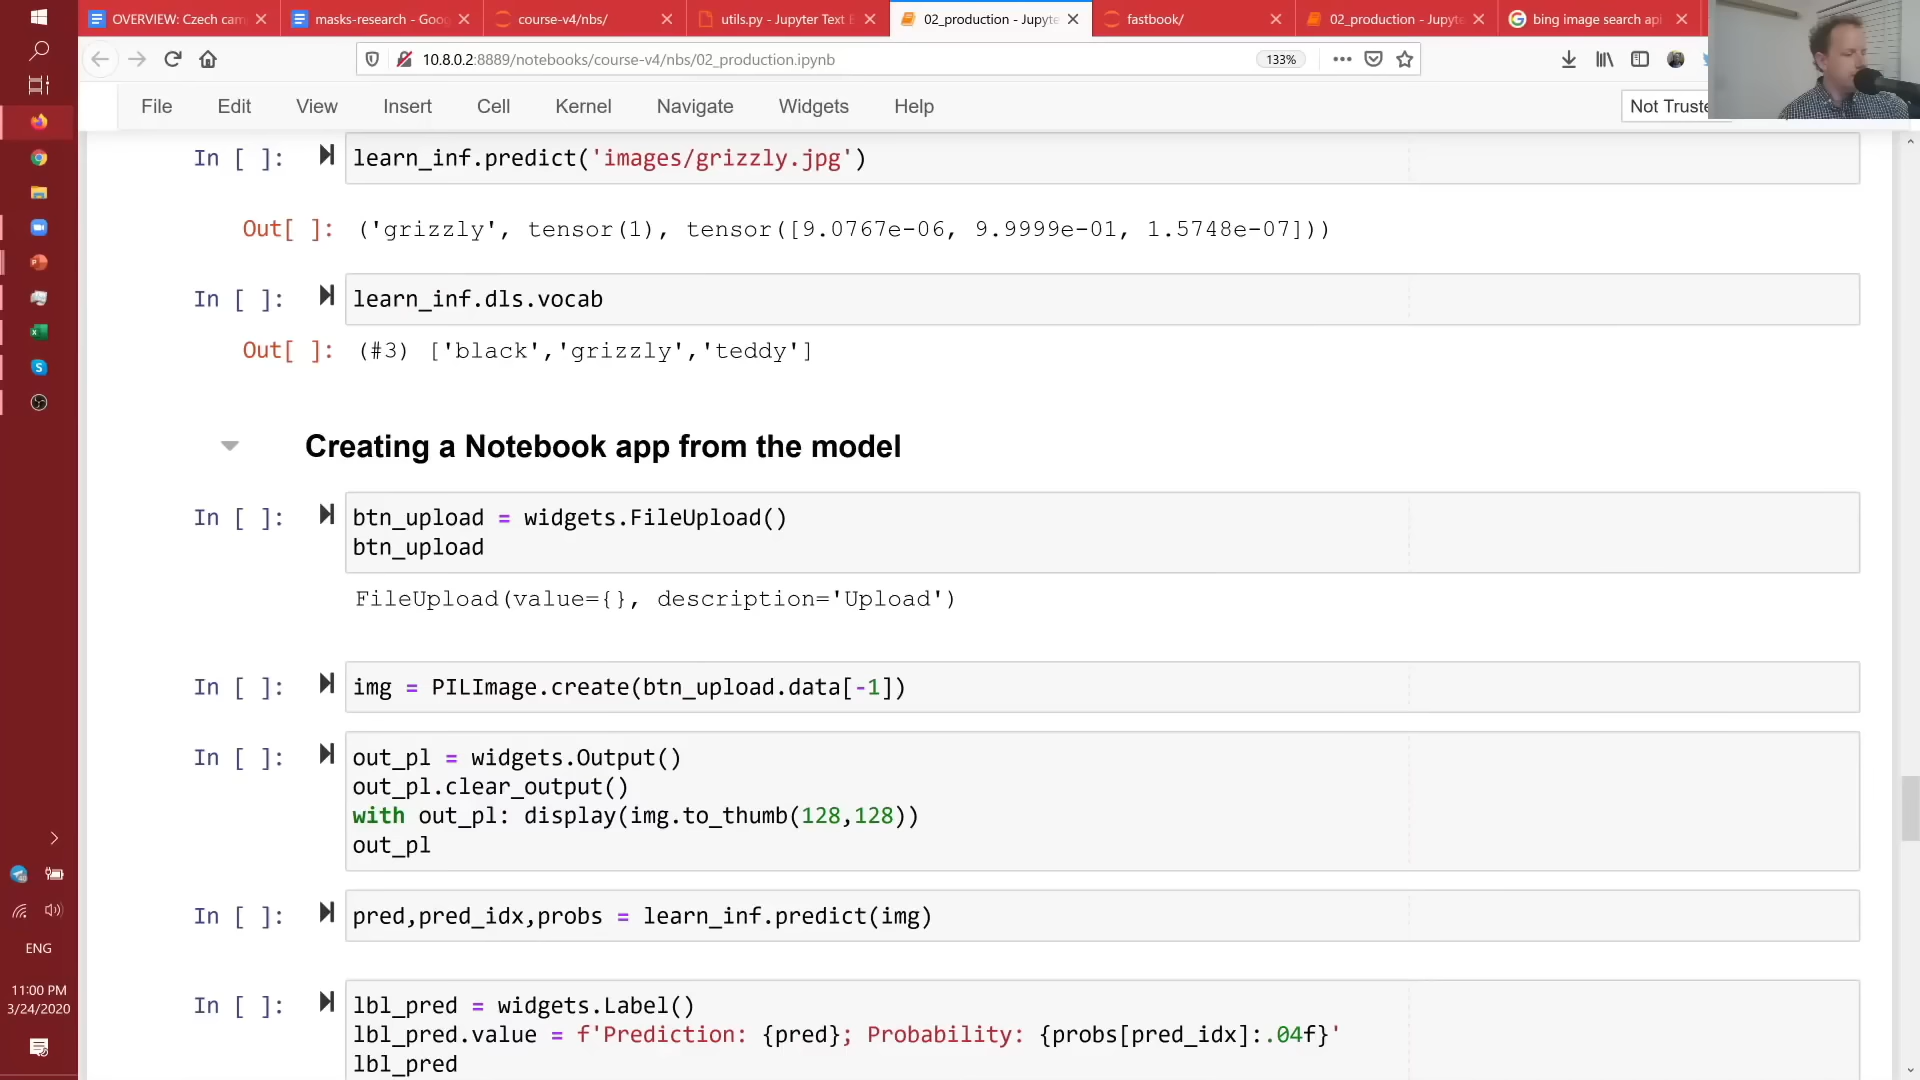 OVERVIEW: Czech cam
masks-research - Goog
course-v4/nbs/
utils.py - Jupyter Text E
02_production - Jupyte
fastbook/
02_production - Jupyte
bing image search api
10.8.0.2:8889/notebooks/course-v4/nbs/02_production.ipynb
133%
File Edit View Insert Cell Kernel Navigate Widgets Help
Not Truste
In [ ]: learn_inf.predict('images/grizzly.jpg')
Out[ ]: ('grizzly', tensor(1), tensor([9.0767e-06, 9.9999e-01, 1.5748e-07]))
In [ ]: learn_inf.dls.vocab
Out[ ]: (#3) ['black','grizzly','teddy']
Creating a Notebook app from the model
In [ ]: btn_upload = widgets.FileUpload()
btn_upload
FileUpload(value={}, description='Upload')
In [ ]: img = PILImage.create(btn_upload.data[-1])
In [ ]: out_pl = widgets.Output()
out_pl.clear_output()
with out_pl: display(img.to_thumb(128,128))
out_pl
In [ ]: pred,pred_idx,probs = learn_inf.predict(img)
In [ ]: lbl_pred = widgets.Label()
lbl_pred.value = f'Prediction: {pred}; Probability: {probs[pred_idx]:.04f}'
lbl_pred
ENG
11:00 PM
3/24/2020